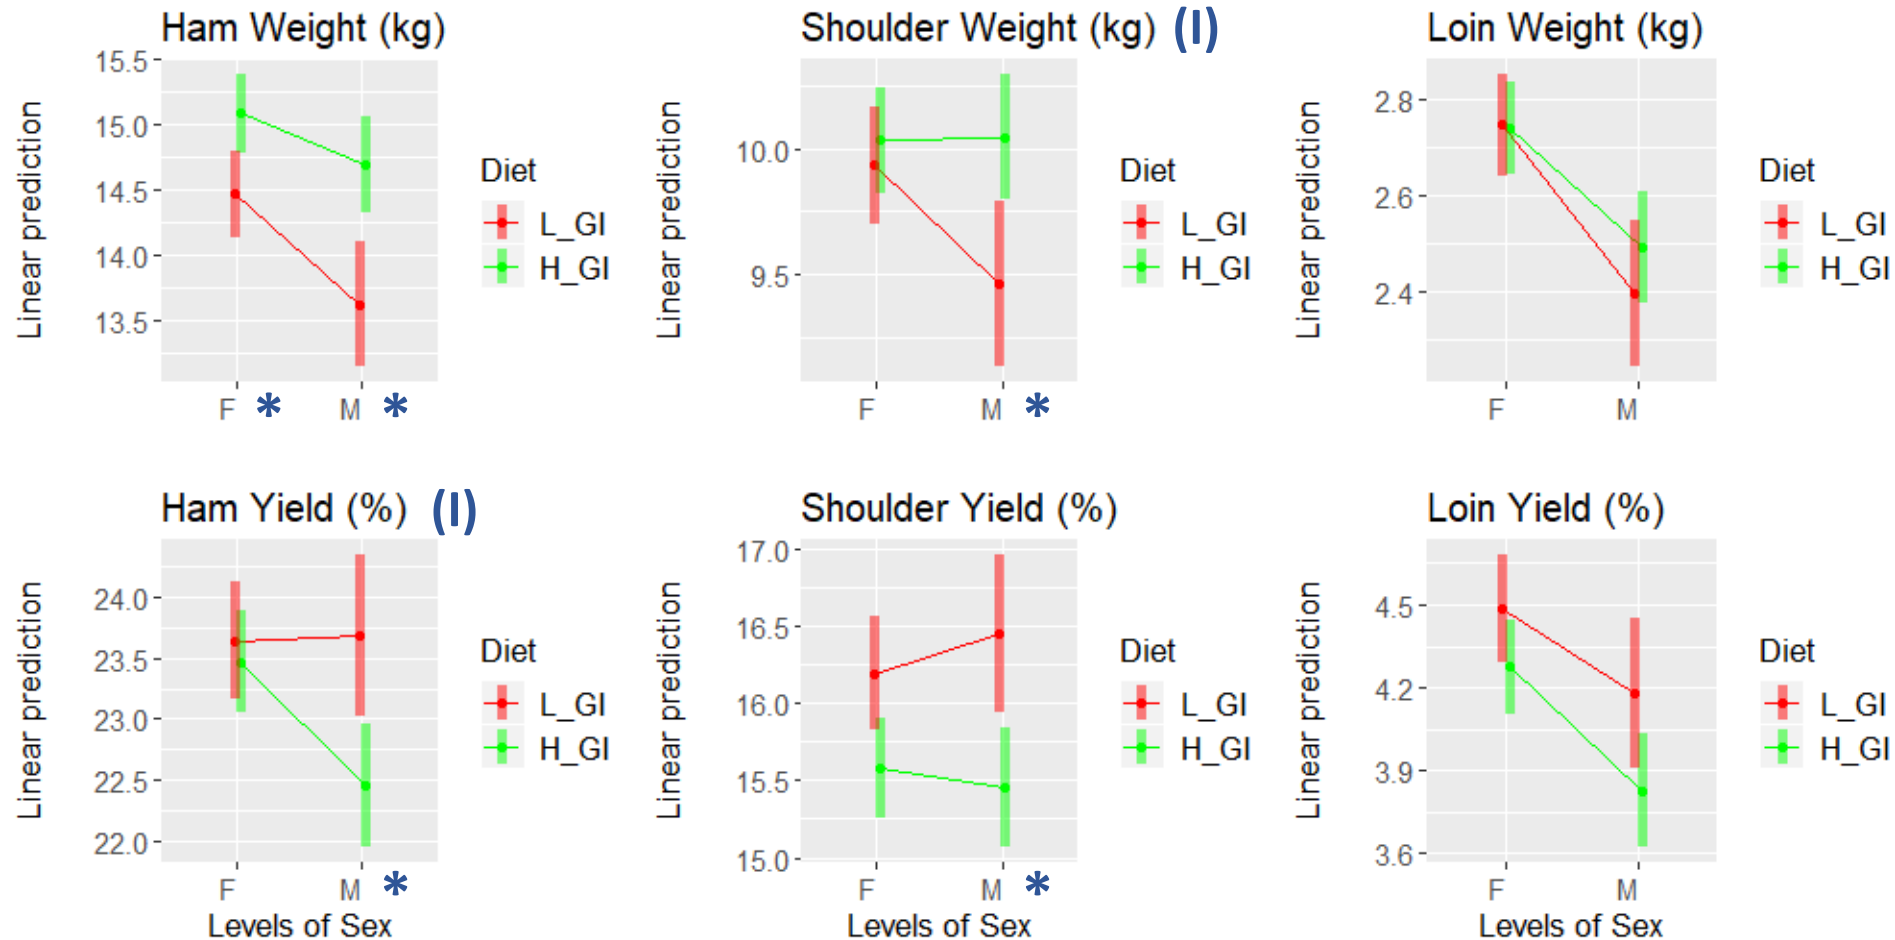 Ham Weight (kg)
Linear prediction
15.5
15.0
14.5
14.0
13.5
F * M *
Diet
L_GI
H_GI
Shoulder Weight (kg) (I)
Linear prediction
10.0
9.5
F M *
Diet
L_GI
H_GI
Loin Weight (kg)
Linear prediction
2.8
2.6
2.4
F M
Diet
L_GI
H_GI
Ham Yield (%) (I)
Linear prediction
24.0
23.5
23.0
22.5
22.0
F M *
Levels of Sex
Diet
L_GI
H_GI
Shoulder Yield (%)
Linear prediction
17.0
16.5
16.0
15.5
15.0
F M *
Levels of Sex
Diet
L_GI
H_GI
Loin Yield (%)
Linear prediction
4.5
4.2
3.9
3.6
F M
Levels of Sex
Diet
L_GI
H_GI